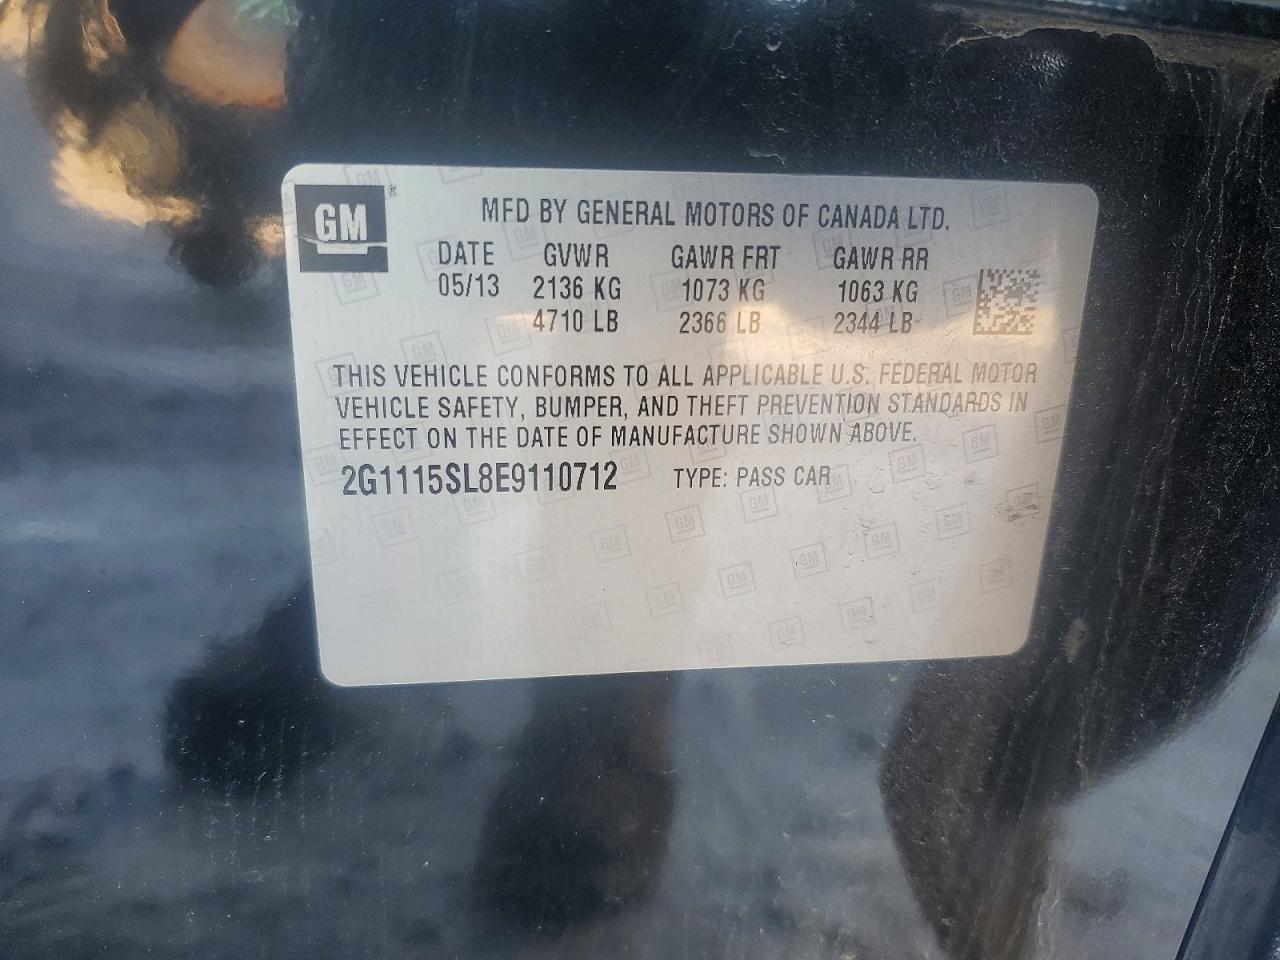 GM
MFD BY GENERAL MOTORS OF CANADA LTD.
DATE GVWR GAWR FRT GAWR RR
05/13 2136 KG 1073 KG 1063 KG
4710 LB 2366 LB 2344 LB
THIS VEHICLE CONFORMS TO ALL APPLICABLE U.S. FEDERAL MOTOR
VEHICLE SAFETY, BUMPER, AND THEFT PREVENTION STANDARDS IN
EFFECT ON THE DATE OF MANUFACTURE SHOWN ABOVE.
2G1115SL8E9110712 TYPE: PASS CAR